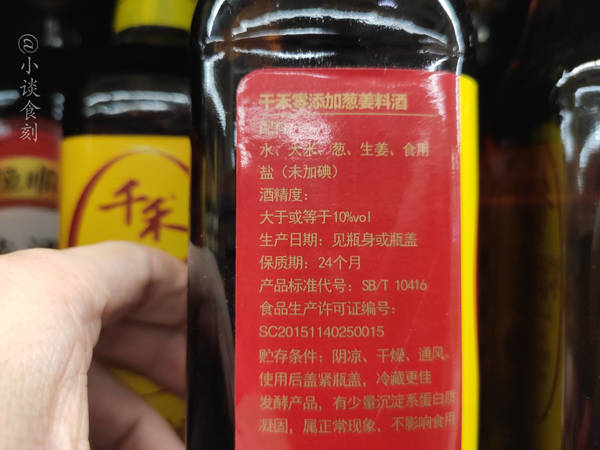 @小谈食刻
千禾
千禾零添加葱姜料酒
水、大米、葱、生姜、食用
盐（未加碘）
酒精度：
大于或等于10%vol
生产日期：见瓶身或瓶盖
保质期：24个月
产品标准代号：SB/T 10416
食品生产许可证编号：
SC20151140250015
贮存条件：阴凉、干燥、通风，
使用后盖紧瓶盖，冷藏更佳
发酵产品，有少量沉淀系蛋白质
凝固，属正常现象，不影响食用